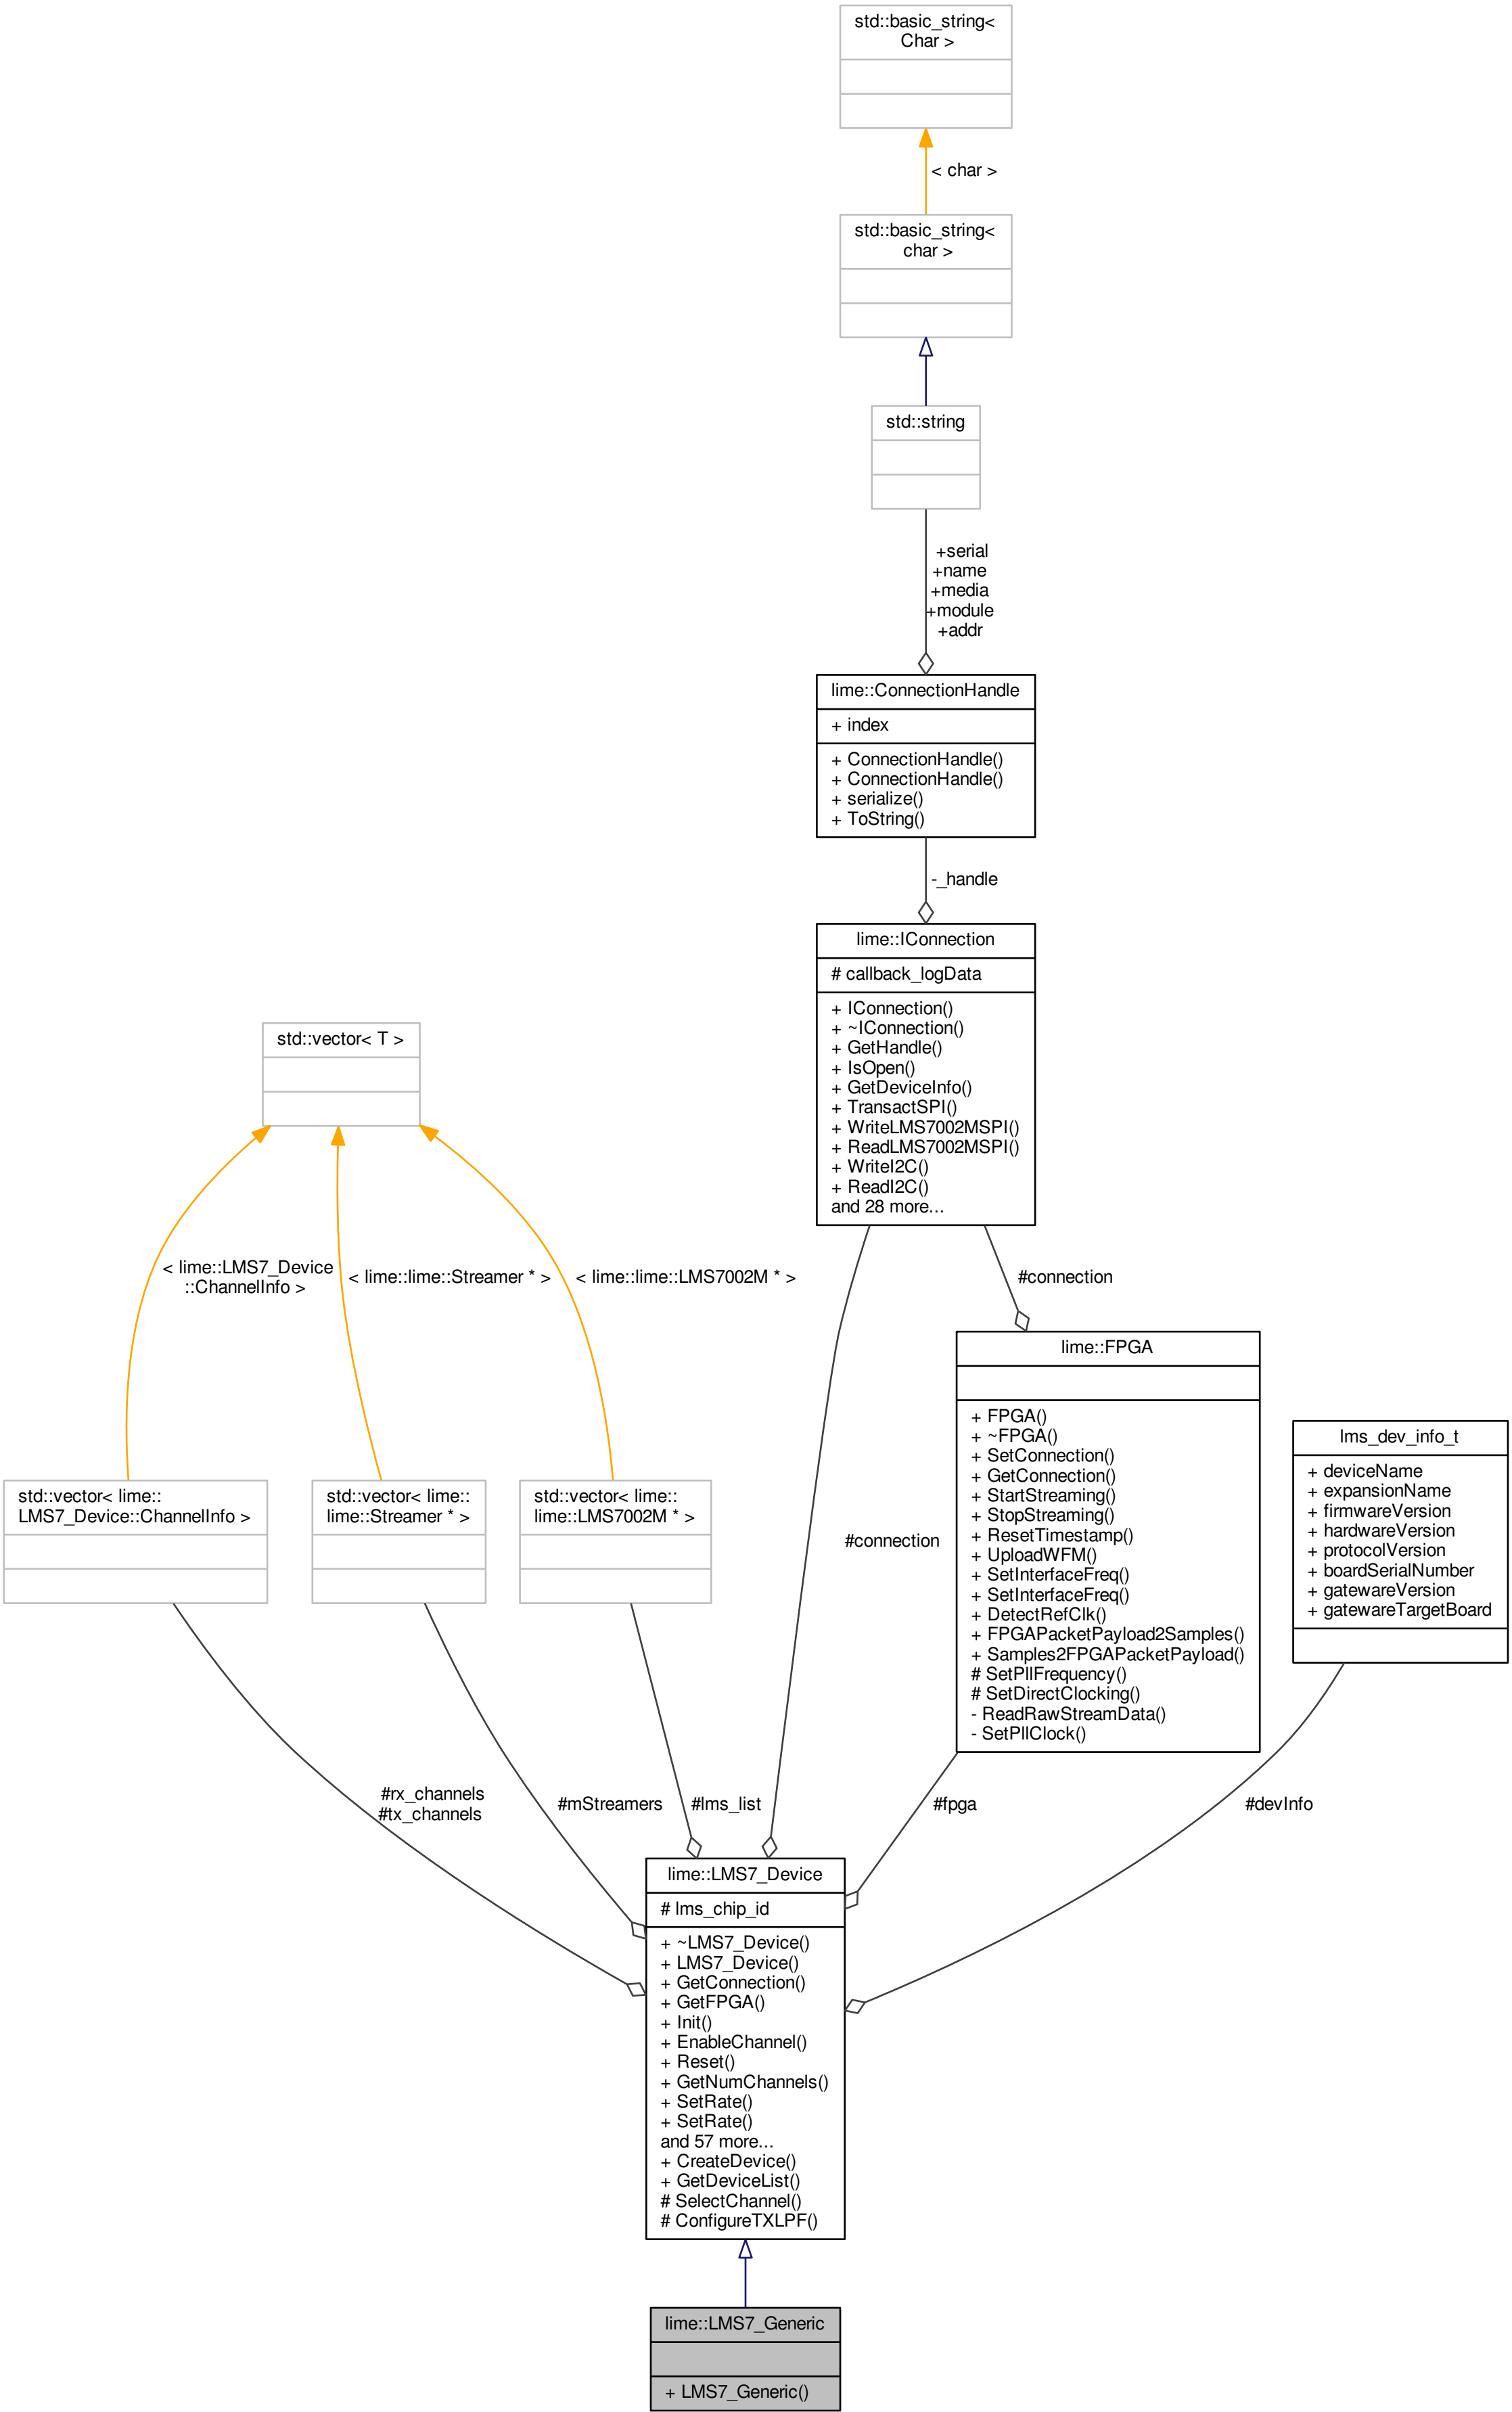 std::basic_string<
Char >
< char >
std::basic_string<
char >
std::string
+serial
+name
+media
+module
+addr
lime::ConnectionHandle
+ index
+ ConnectionHandle()
+ ConnectionHandle()
+ serialize()
+ ToString()
-_handle
lime::IConnection
# callback_logData
+ IConnection()
+ ~IConnection()
+ GetHandle()
+ IsOpen()
+ GetDeviceInfo()
+ TransactSPI()
+ WriteLMS7002MSPI()
+ ReadLMS7002MSPI()
+ WriteI2C()
+ ReadI2C()
and 28 more...
std::vector< T >
< lime::LMS7_Device
::ChannelInfo >
< lime::lime::Streamer * >
< lime::lime::LMS7002M * >
#connection
lime::FPGA
+ FPGA()
+ ~FPGA()
+ SetConnection()
+ GetConnection()
+ StartStreaming()
+ StopStreaming()
+ ResetTimestamp()
+ UploadWFM()
+ SetInterfaceFreq()
+ SetInterfaceFreq()
+ DetectRefClk()
+ FPGAPacketPayload2Samples()
+ Samples2FPGAPacketPayload()
# SetPllFrequency()
# SetDirectClocking()
- ReadRawStreamData()
- SetPllClock()
lms_dev_info_t
+ deviceName
+ expansionName
+ firmwareVersion
+ hardwareVersion
+ protocolVersion
+ boardSerialNumber
+ gatewareVersion
+ gatewareTargetBoard
std::vector< lime::
LMS7_Device::ChannelInfo >
std::vector< lime::
lime::Streamer * >
std::vector< lime::
lime::LMS7002M * >
#connection
#rx_channels
#tx_channels
#mStreamers
#lms_list
#fpga
#devInfo
lime::LMS7_Device
# lms_chip_id
+ ~LMS7_Device()
+ LMS7_Device()
+ GetConnection()
+ GetFPGA()
+ Init()
+ EnableChannel()
+ Reset()
+ GetNumChannels()
+ SetRate()
+ SetRate()
and 57 more...
+ CreateDevice()
+ GetDeviceList()
# SelectChannel()
# ConfigureTXLPF()
lime::LMS7_Generic
+ LMS7_Generic()